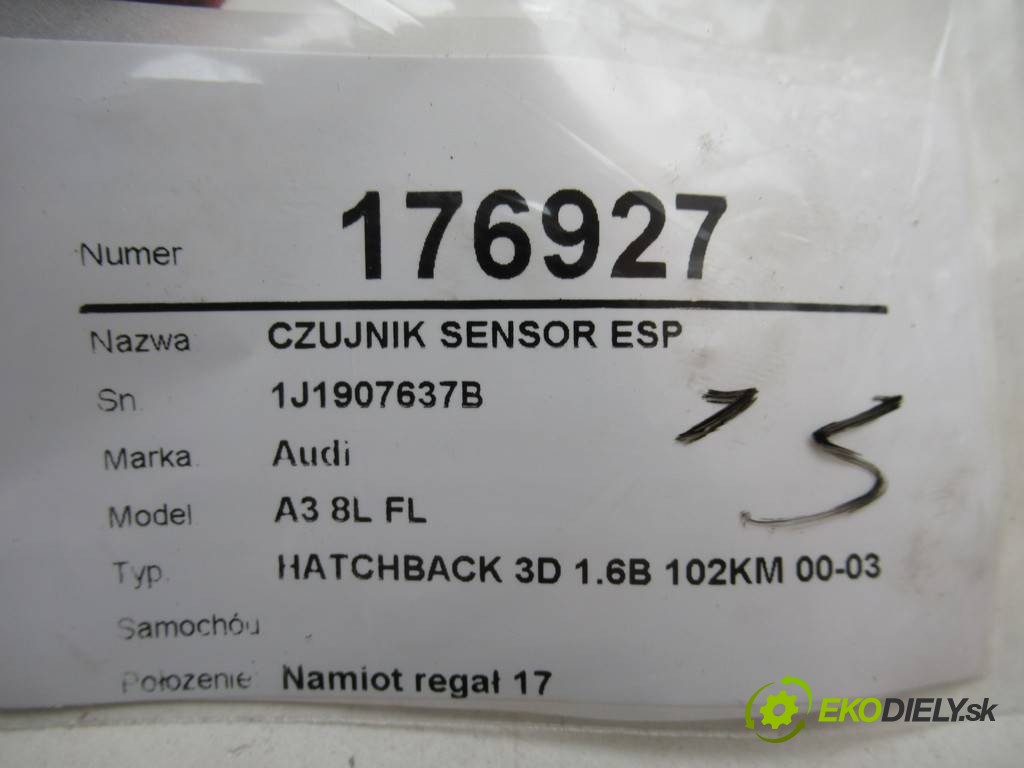 Numer 176927
Nazwa CZUJNIK SENSOR ESP
Sn. 1J1907637B
Marka Audi
Model A3 8L FL
Typ HATCHBACK 3D 1.6B 102KM 00-03
Samochód
Położenie Namiot regał 17
EKODIELY.sk